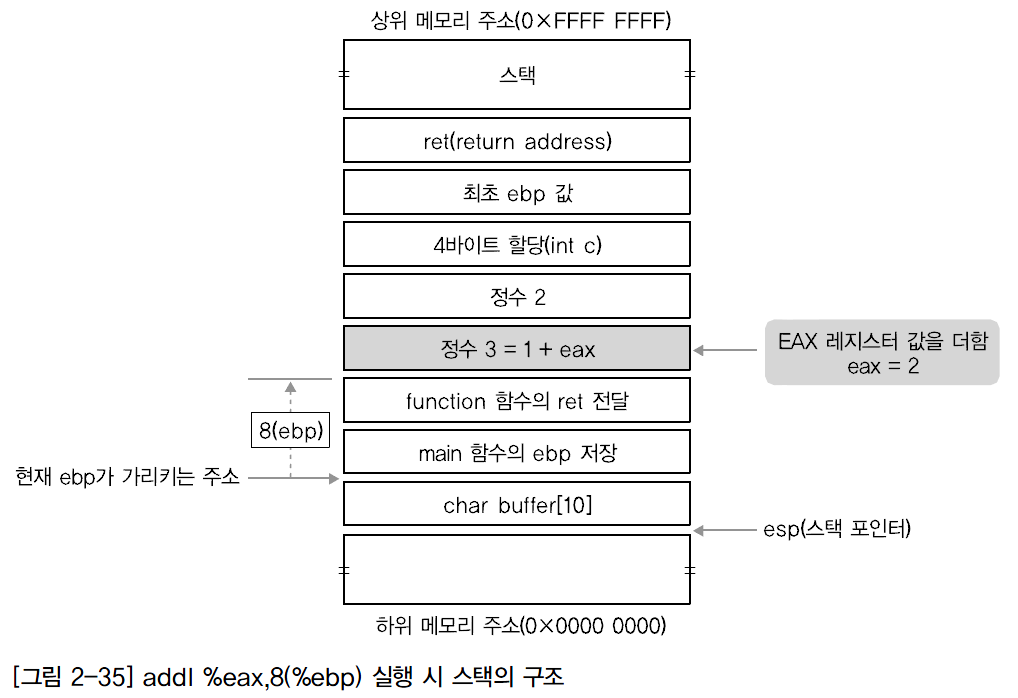 상위 메모리 주소(0×FFFF FFFF)
스택
ret(return address)
최초 ebp 값
4바이트 할당(int c)
정수 2
정수 3 = 1 + eax
EAX 레지스터 값을 더함
eax = 2
function 함수의 ret 전달
8(ebp)
main 함수의 ebp 저장
현재 ebp가 가리키는 주소
char buffer[10]
esp(스택 포인터)
하위 메모리 주소(0×0000 0000)
[그림 2-35] addl %eax,8(%ebp) 실행 시 스택의 구조